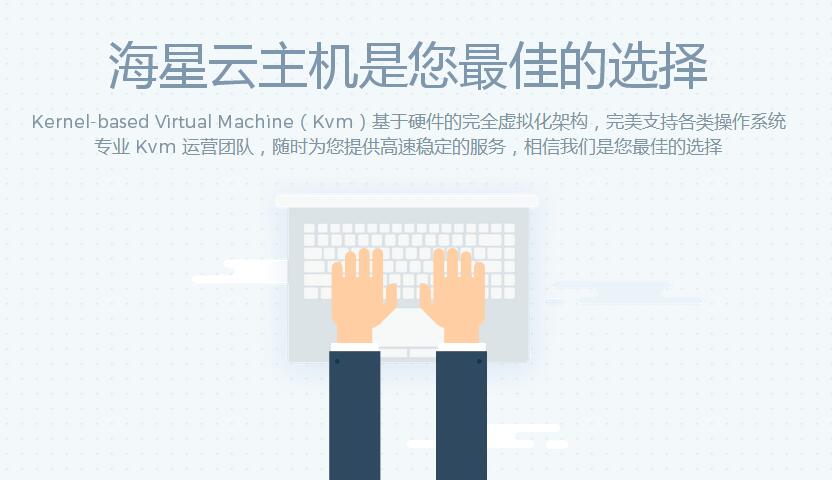 海星云主机是您最佳的选择
Kernel-based Virtual Machine ( Kvm ) 基于硬件的完全虚拟化架构，完美支持各类操作系统
专业 Kvm 运营团队，随时为您提供高速稳定的服务，相信我们是您最佳的选择